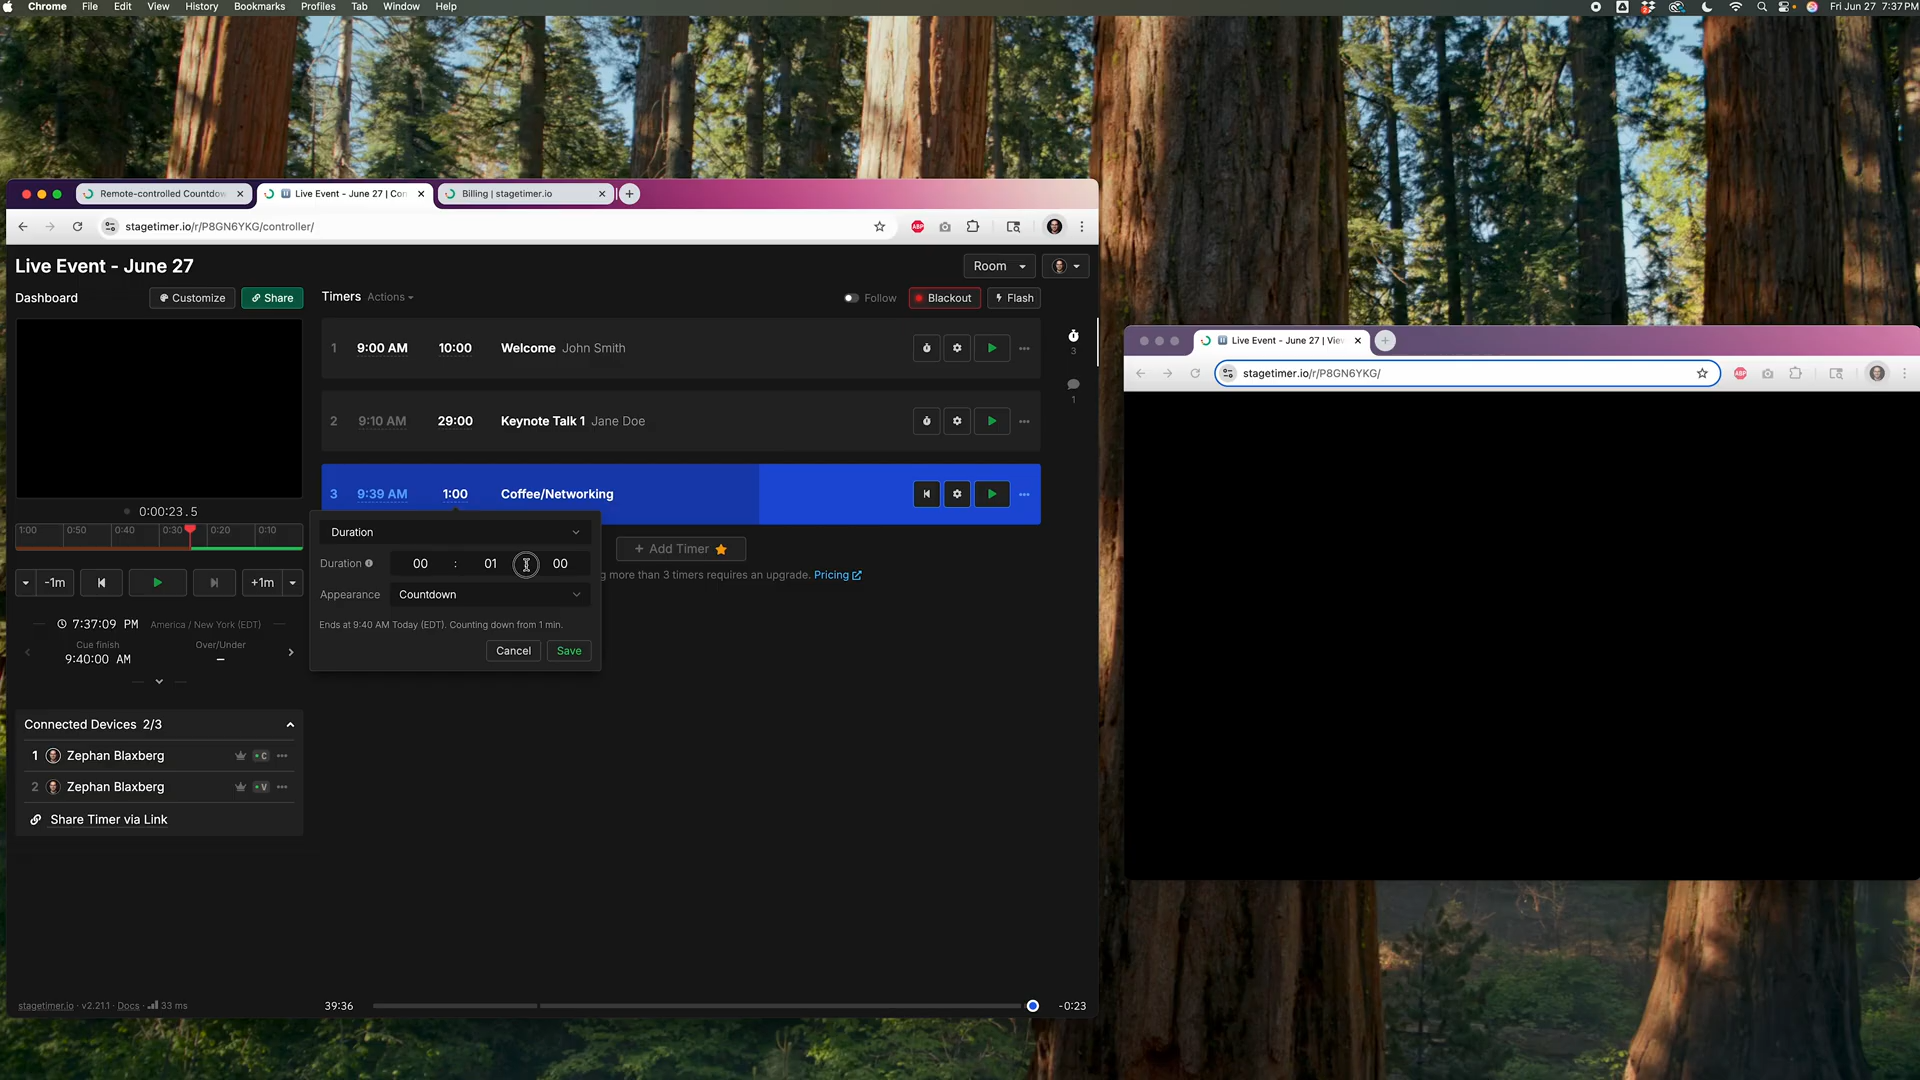 Chrome File Edit View History Bookmarks Profiles Tab Window Help
Fri Jun 27 7:37 PM
Remote-controlled Countdow
Live Event - June 27 | Con
Billing | stagetimer.io
stagetimer.io/r/P8GN6YKG/controller/
ABP
Live Event - June 27
Room
Dashboard
Customize
Share
Timers Actions
Follow
Blackout
Flash
1 9:00 AM 10:00 Welcome John Smith
3
1
2 9:10 AM 29:00 Keynote Talk 1 Jane Doe
3 9:39 AM 1:00 Coffee/Networking
0:00:23.5
1:00 0:50 0:40 0:30 0:20 0:10
-1m
+1m
7:37:09 PM America / New York (EDT)
Cue finish Over/Under
9:40:00 AM –
Duration
Duration 00 : 01 00
Appearance Countdown
Ends at 9:40 AM Today (EDT). Counting down from 1 min.
Cancel Save
+ Add Timer
g more than 3 timers requires an upgrade. Pricing
Connected Devices 2/3
1 Zephan Blaxberg C
2 Zephan Blaxberg V
Share Timer via Link
stagetimer.io · v2.21.1 · Docs · 33 ms
39:36
-0:23
Live Event - June 27 | View
stagetimer.io/r/P8GN6YKG/
ABP